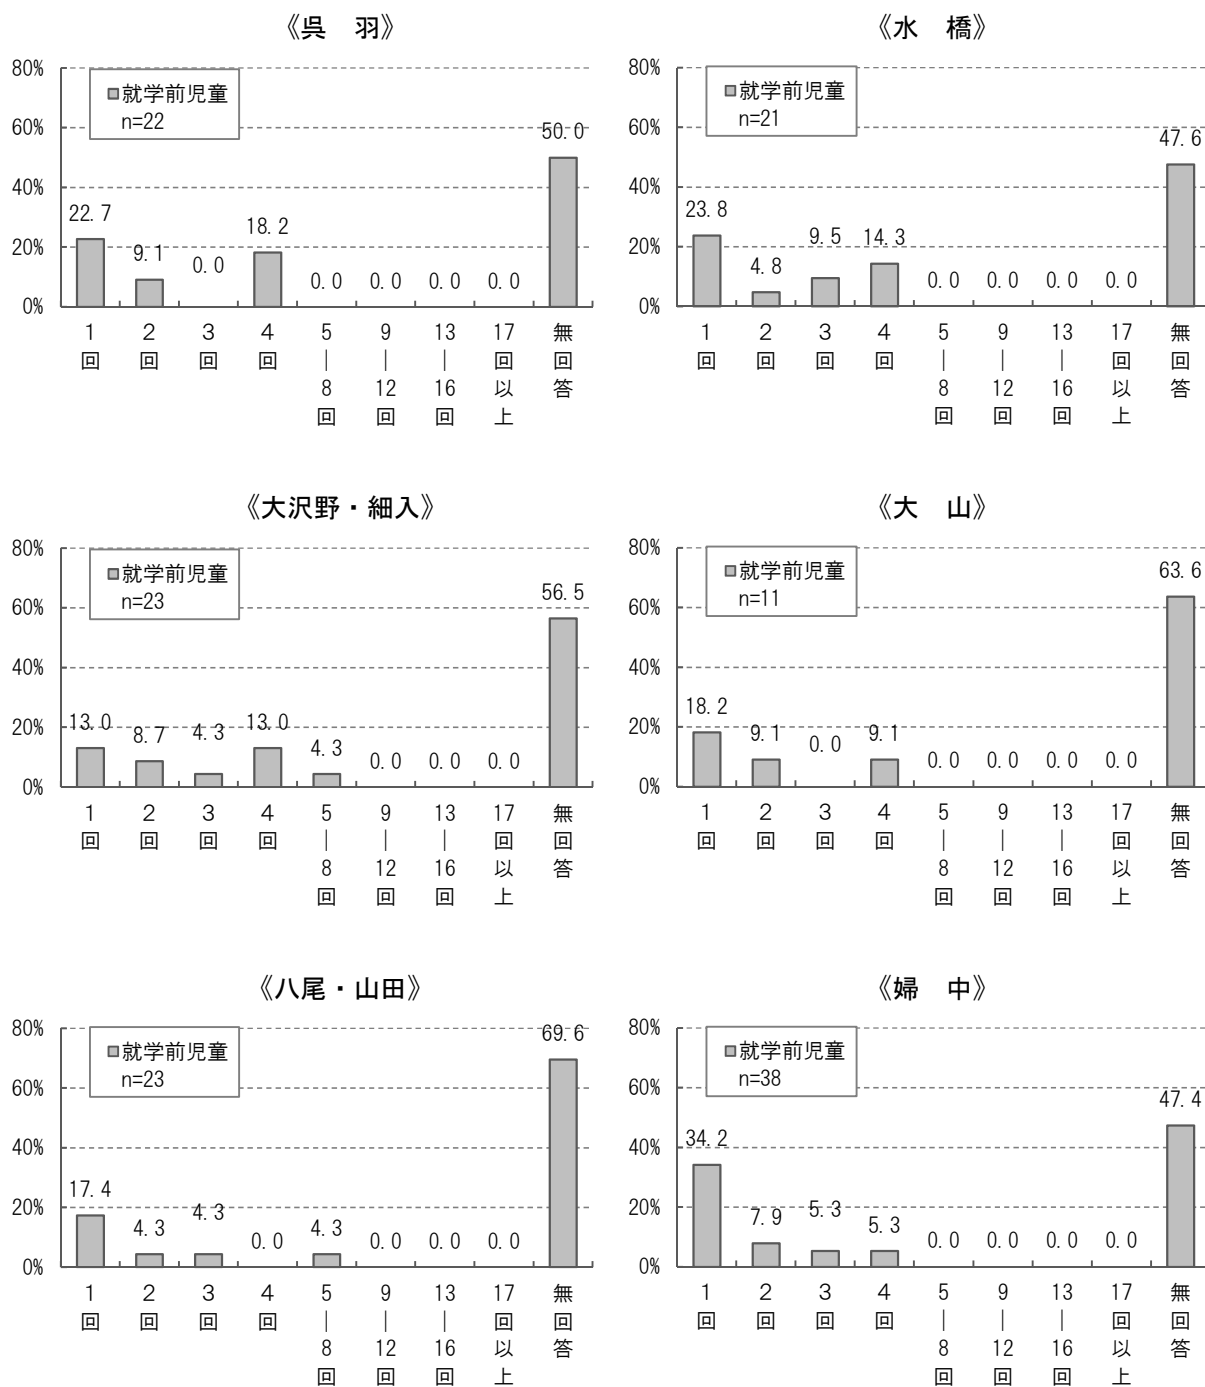 《呉　羽》
80%
60%
40%
20%
0%
就学前児童
n=22
22.7
9.1
0.0
18.2
0.0
0.0
0.0
0.0
50.0
1回
2回
3回
4回
5｜8回
9｜12回
13｜16回
17回以上
無回答
《水　橋》
80%
60%
40%
20%
0%
就学前児童
n=21
23.8
4.8
9.5
14.3
0.0
0.0
0.0
0.0
47.6
1回
2回
3回
4回
5｜8回
9｜12回
13｜16回
17回以上
無回答
《大沢野・細入》
80%
60%
40%
20%
0%
就学前児童
n=23
13.0
8.7
4.3
13.0
4.3
0.0
0.0
0.0
56.5
1回
2回
3回
4回
5｜8回
9｜12回
13｜16回
17回以上
無回答
《大　山》
80%
60%
40%
20%
0%
就学前児童
n=11
18.2
9.1
0.0
9.1
0.0
0.0
0.0
0.0
63.6
1回
2回
3回
4回
5｜8回
9｜12回
13｜16回
17回以上
無回答
《八尾・山田》
80%
60%
40%
20%
0%
就学前児童
n=23
17.4
4.3
4.3
0.0
4.3
0.0
0.0
0.0
69.6
1回
2回
3回
4回
5｜8回
9｜12回
13｜16回
17回以上
無回答
《婦　中》
80%
60%
40%
20%
0%
就学前児童
n=38
34.2
7.9
5.3
5.3
0.0
0.0
0.0
0.0
47.4
1回
2回
3回
4回
5｜8回
9｜12回
13｜16回
17回以上
無回答